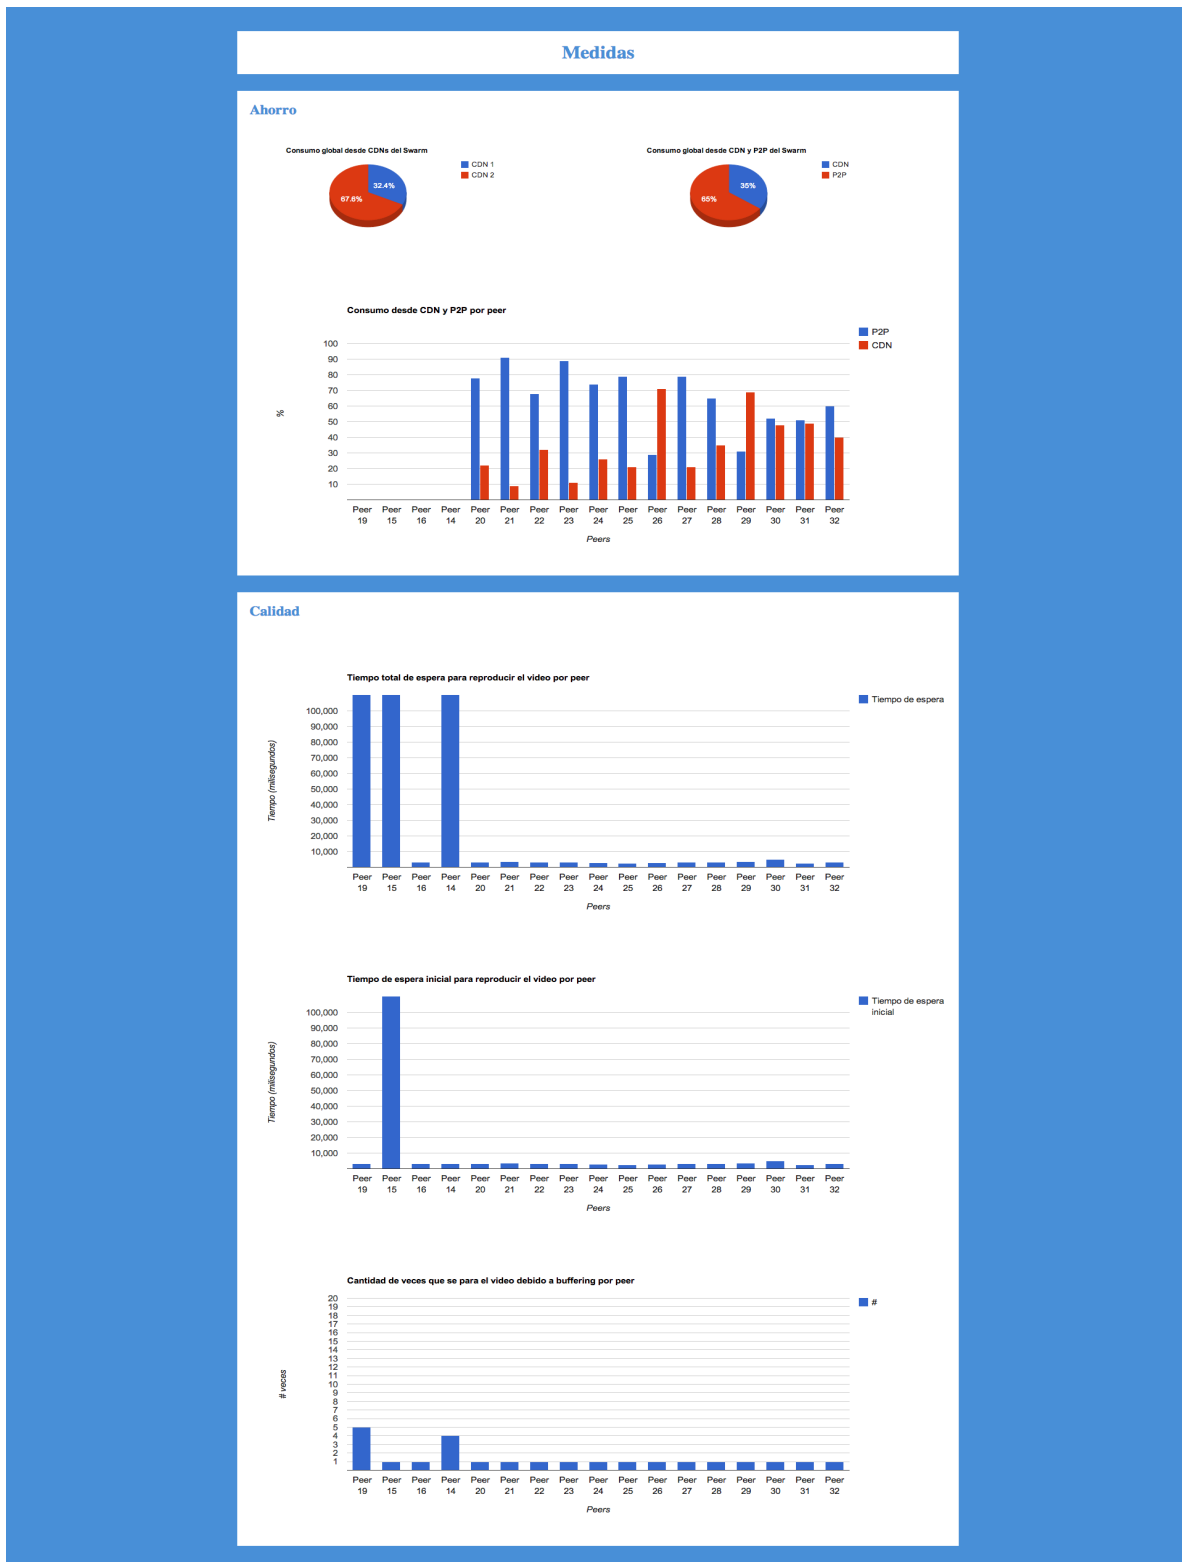 Medidas
Ahorro
Consumo global desde CDNs del Swarm
CDN 1
CDN 2
32.4%
67.6%
Consumo global desde CDN y P2P del Swarm
CDN
P2P
35%
65%
Consumo desde CDN y P2P por peer
P2P
CDN
100
90
80
70
60
50
40
30
20
10
%
Peer 19 Peer 15 Peer 16 Peer 14 Peer 20 Peer 21 Peer 22 Peer 23 Peer 24 Peer 25 Peer 26 Peer 27 Peer 28 Peer 29 Peer 30 Peer 31 Peer 32
Peers
Calidad
Tiempo total de espera para reproducir el video por peer
Tiempo de espera
100,000
90,000
80,000
70,000
60,000
50,000
40,000
30,000
20,000
10,000
Tiempo (milisegundos)
Peer 19 Peer 15 Peer 16 Peer 14 Peer 20 Peer 21 Peer 22 Peer 23 Peer 24 Peer 25 Peer 26 Peer 27 Peer 28 Peer 29 Peer 30 Peer 31 Peer 32
Peers
Tiempo de espera inicial para reproducir el video por peer
Tiempo de espera
inicial
100,000
90,000
80,000
70,000
60,000
50,000
40,000
30,000
20,000
10,000
Tiempo (milisegundos)
Peer 19 Peer 15 Peer 16 Peer 14 Peer 20 Peer 21 Peer 22 Peer 23 Peer 24 Peer 25 Peer 26 Peer 27 Peer 28 Peer 29 Peer 30 Peer 31 Peer 32
Peers
Cantidad de veces que se para el video debido a buffering por peer
#
20
19
18
17
16
15
14
13
12
11
10
9
8
7
6
5
4
3
2
1
# veces
Peer 19 Peer 15 Peer 16 Peer 14 Peer 20 Peer 21 Peer 22 Peer 23 Peer 24 Peer 25 Peer 26 Peer 27 Peer 28 Peer 29 Peer 30 Peer 31 Peer 32
Peers